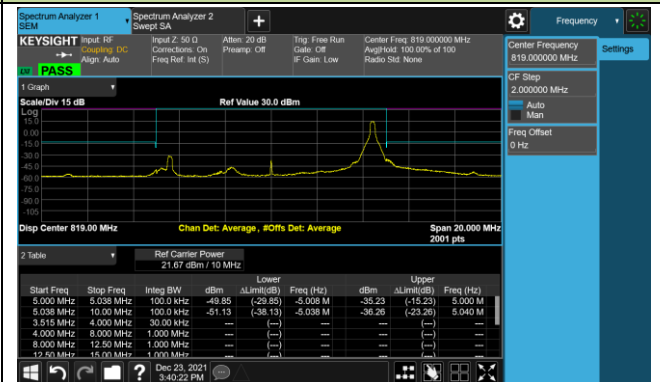 Spectrum Analyzer 1
SEM
Spectrum Analyzer 2
Swept SA
Frequency
KEYSIGHT
Input: RF
Coupling: DC
Align: Auto
Input Z: 50 Ω
Corrections: On
Freq Ref: Int (S)
Atten: 20 dB
Preamp: Off
Trig: Free Run
Gate: Off
IF Gain: Low
Center Freq: 819.000000 MHz
Avg|Hold: 100.00% of 100
Radio Std: None
PASS
Center Frequency
819.000000 MHz
Settings
CF Step
2.000000 MHz
Auto
Man
Freq Offset
0 Hz
1 Graph
Scale/Div 15 dB
Ref Value 30.0 dBm
Log
15.0
0.00
-15.0
-30.0
-45.0
-60.0
-75.0
-90.0
-105
Disp Center 819.00 MHz
Chan Det: Average, #Offs Det: Average
Span 20.000 MHz
2001 pts
2 Table
Ref Carrier Power
21.67 dBm / 10 MHz
Lower Upper
Start Freq Stop Freq Integ BW dBm ΔLimit(dB) Freq (Hz) dBm ΔLimit(dB) Freq (Hz)
5.000 MHz 5.038 MHz 100.0 kHz -49.85 (-29.85) -5.008 M -35.23 (-15.23) 5.000 M
5.038 MHz 10.00 MHz 100.0 kHz -51.13 (-38.13) -5.038 M -36.26 (-23.26) 5.040 M
3.515 MHz 4.000 MHz 30.00 kHz --- (---) --- --- (---) ---
4.000 MHz 8.000 MHz 1.000 MHz --- (---) --- --- (---) ---
8.000 MHz 12.50 MHz 1.000 MHz --- (---) --- --- (---) ---
12.50 MHz 15.00 MHz 1.000 MHz --- (---) --- --- (---) ---
?
Dec 23, 2021
3:40:22 PM